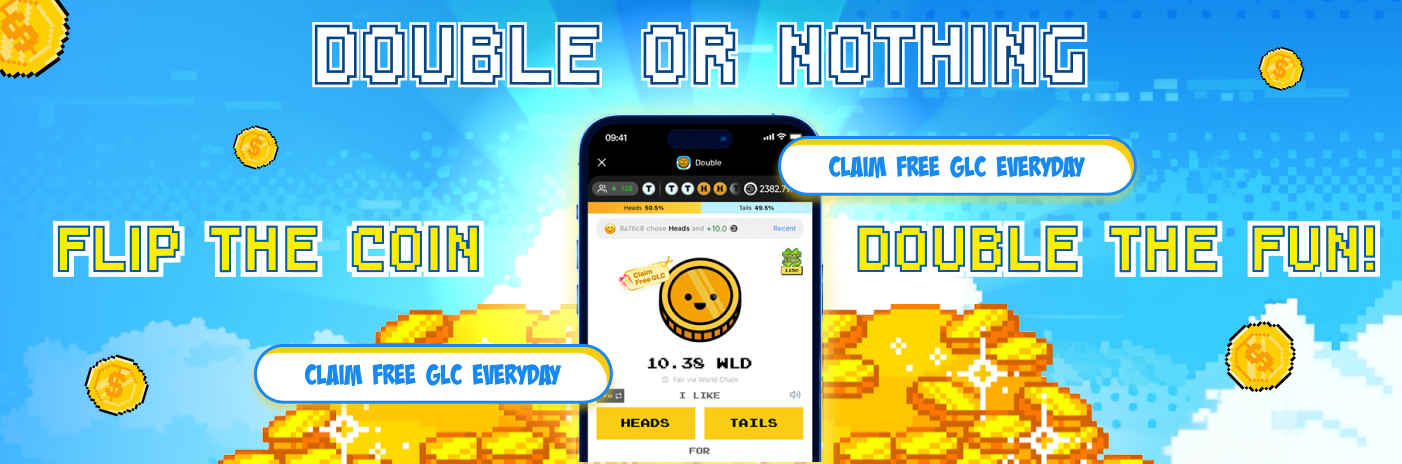 DOUBLE OR NOTHING
09:41
Double
CLAIM FREE GLC EVERYDAY
138
T T T H H T
2382.7
Heads 50.5%
Tails 49.5%
8a76c8 chose Heads and +10.0
Recent
FLIP THE COIN
DOUBLE THE FUN!
Claim
Free GLC
1150
10.38 WLD
Fair via World Chain
CLAIM FREE GLC EVERYDAY
I LIKE
HEADS
TAILS
FOR